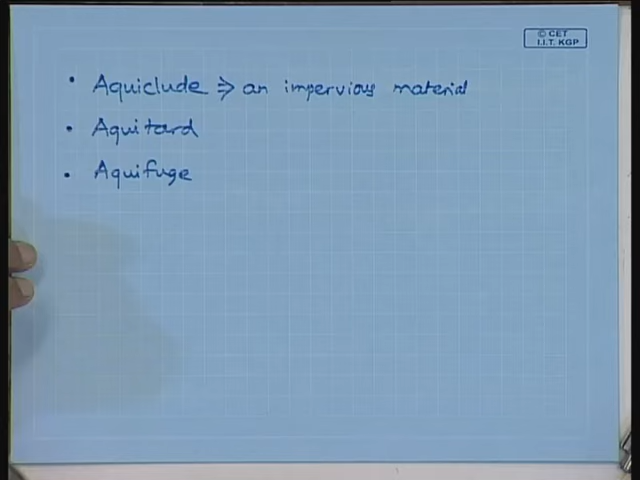 © CET
I.I.T. KGP
• Aquiclude ⇒ an impervious material
• Aquitard
• Aquifuge